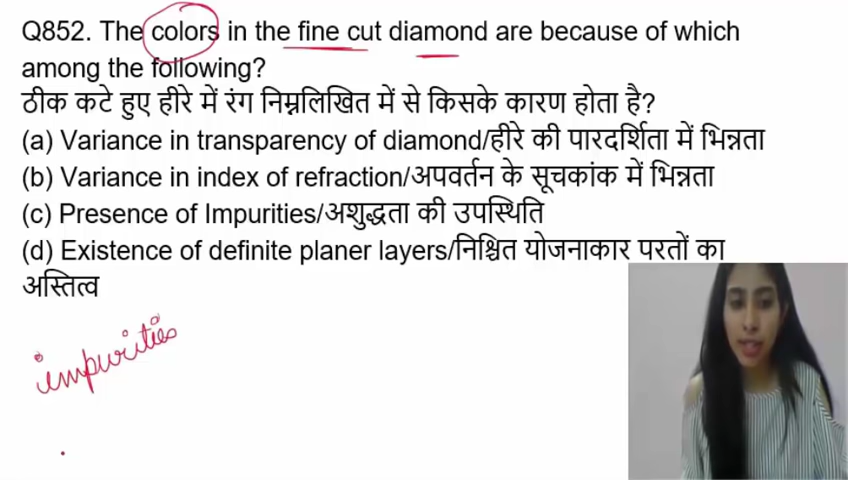 Q852. The colors in the fine cut diamond are because of which
among the following?
ठीक कटे हुए हीरे में रंग निम्नलिखित में से किसके कारण होता है?
(a) Variance in transparency of diamond/हीरे की पारदर्शिता में भिन्नता
(b) Variance in index of refraction/अपवर्तन के सूचकांक में भिन्नता
(c) Presence of Impurities/अशुद्धता की उपस्थिति
(d) Existence of definite planer layers/निश्चित योजनाकार परतों का
अस्तित्व
impurities